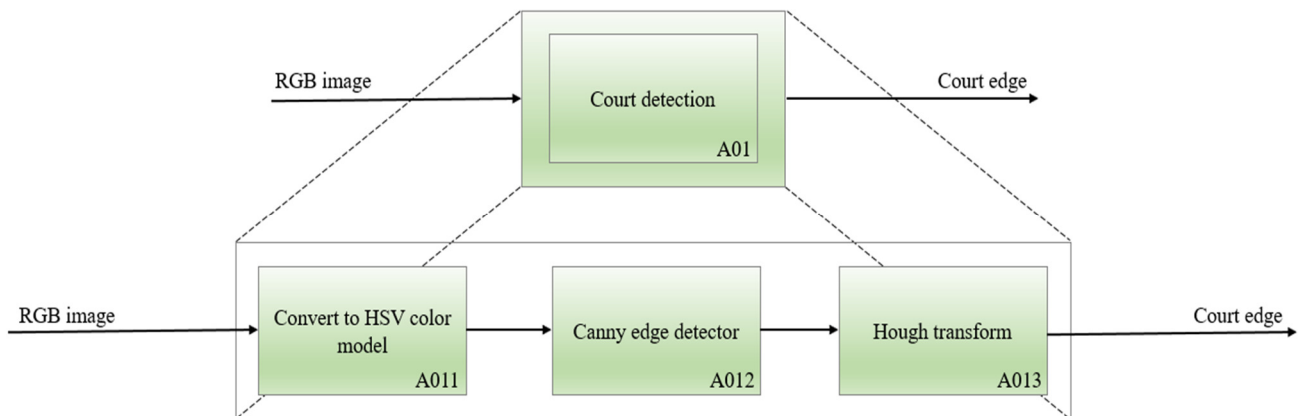 RGB image
Court edge
Court detection
A01
RGB image
Convert to HSV color
model
A011
Canny edge detector
A012
Hough transform
A013
Court edge